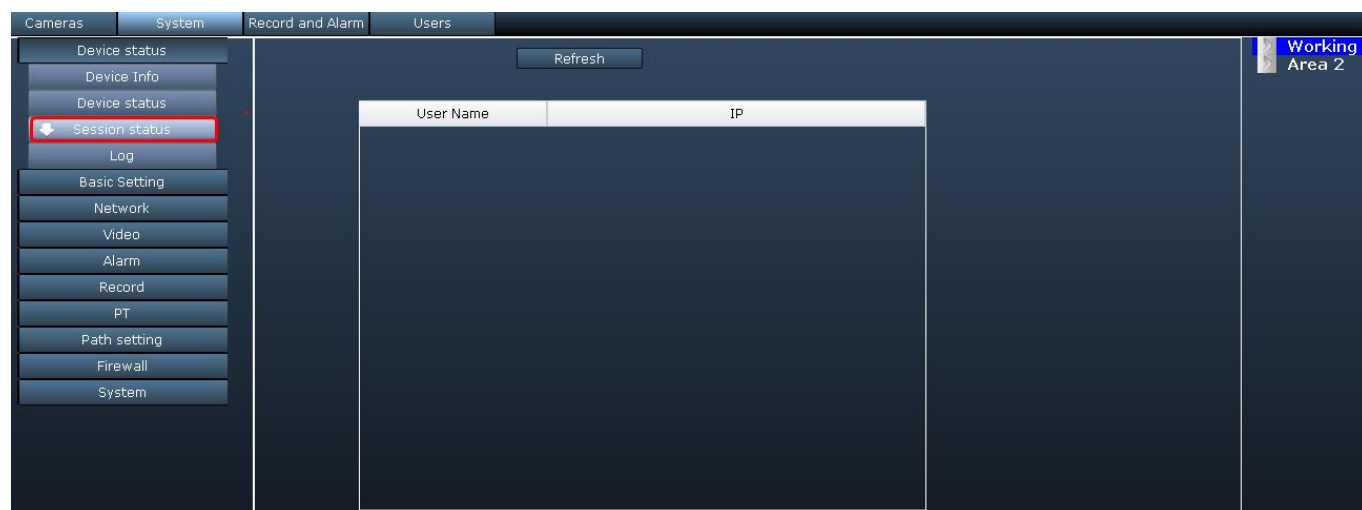 Cameras System Record and Alarm Users
Device status
Device Info
Device status
Session status
Log
Basic Setting
Network
Video
Alarm
Record
PT
Path setting
Firewall
System
Refresh
User Name IP
Working
Area 2